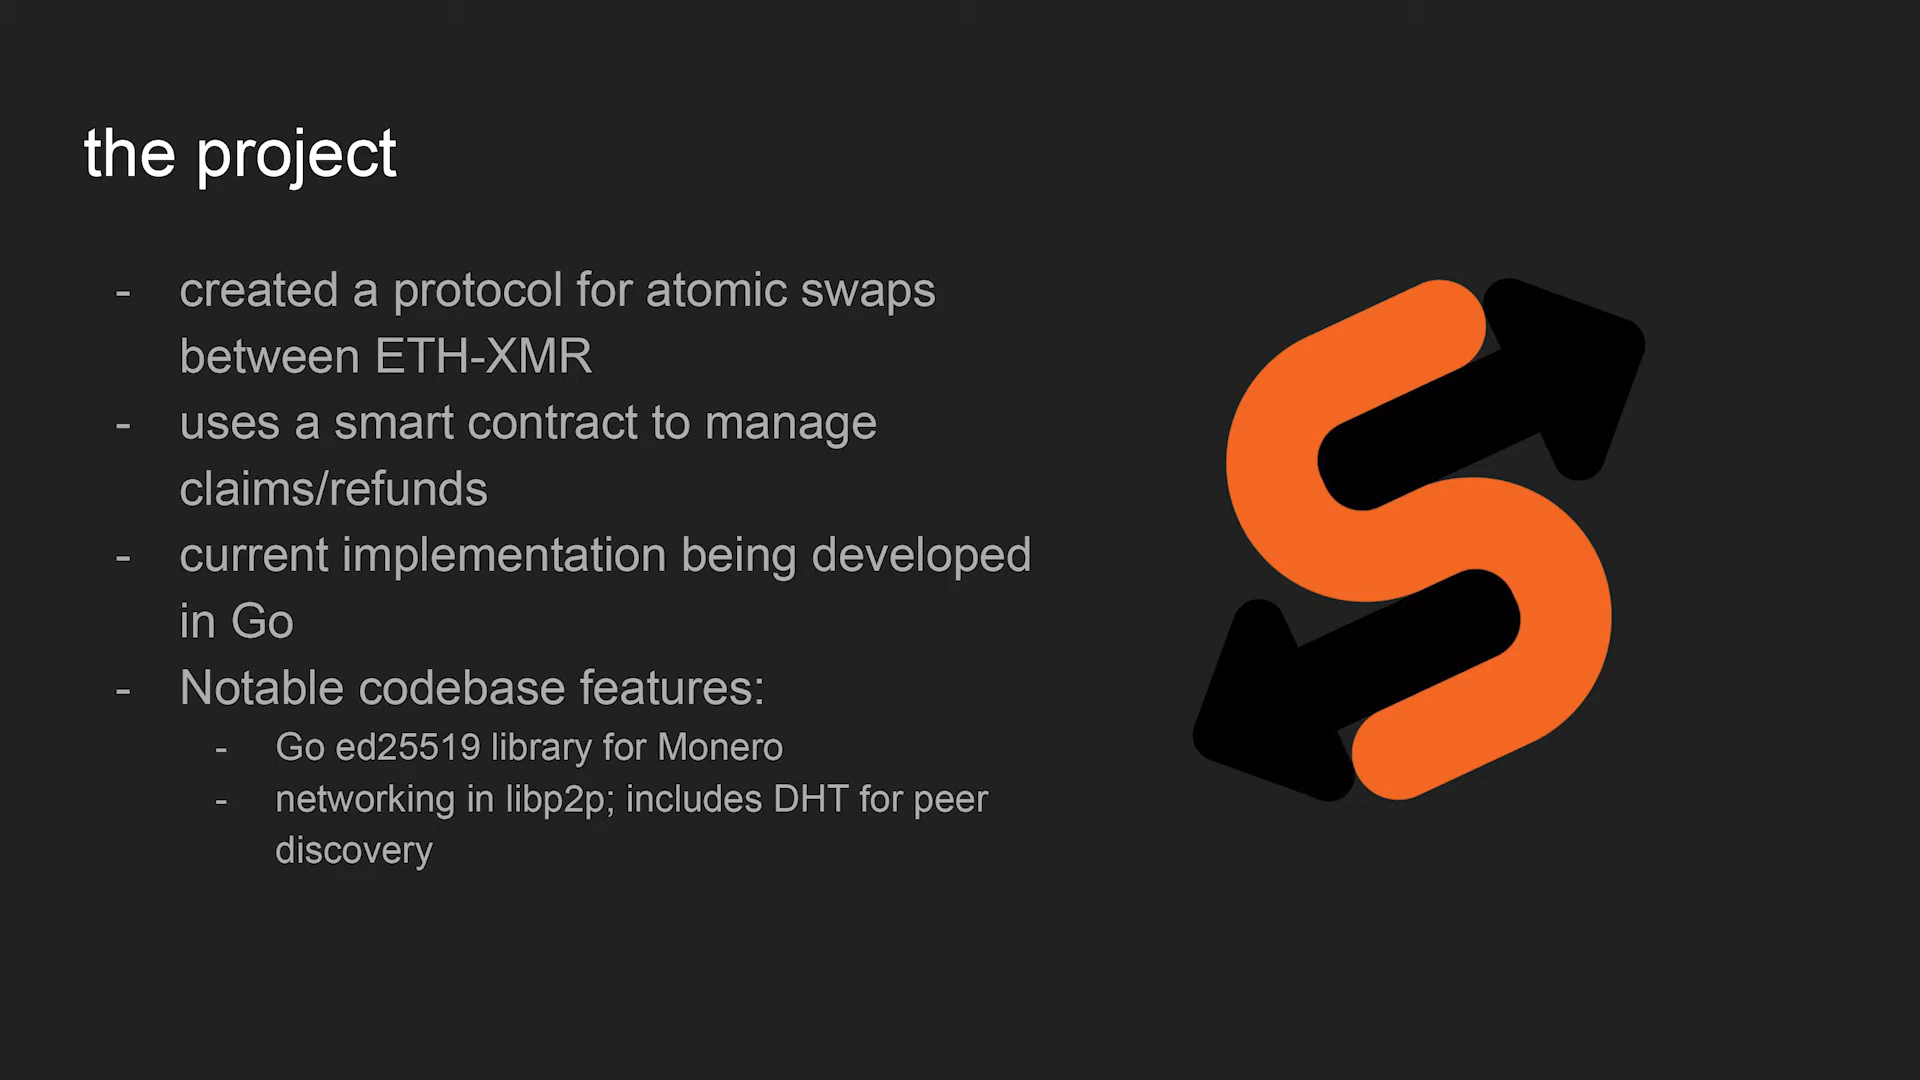 the project
- created a protocol for atomic swaps
between ETH-XMR
- uses a smart contract to manage
claims/refunds
- current implementation being developed
in Go
- Notable codebase features:
- Go ed25519 library for Monero
- networking in libp2p; includes DHT for peer
discovery